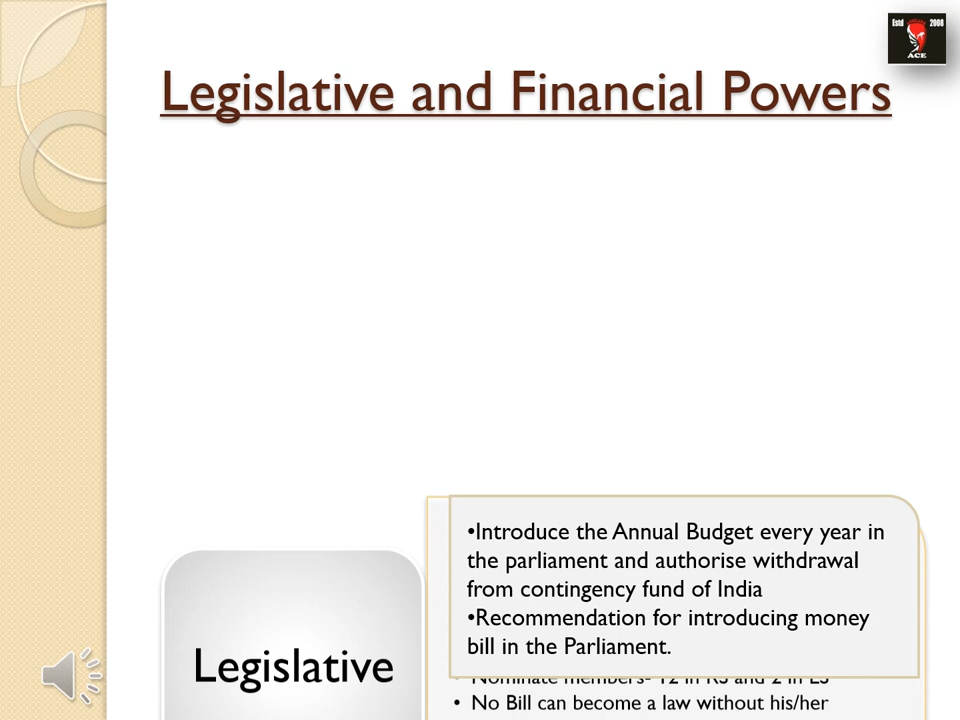 Estd 2008
ACE
Legislative and Financial Powers
•Introduce the Annual Budget every year in
the parliament and authorise withdrawal
from contingency fund of India
•Recommendation for introducing money
bill in the Parliament.
Legislative
• Nominate members- 12 in RS and 2 in LS
• No Bill can become a law without his/her